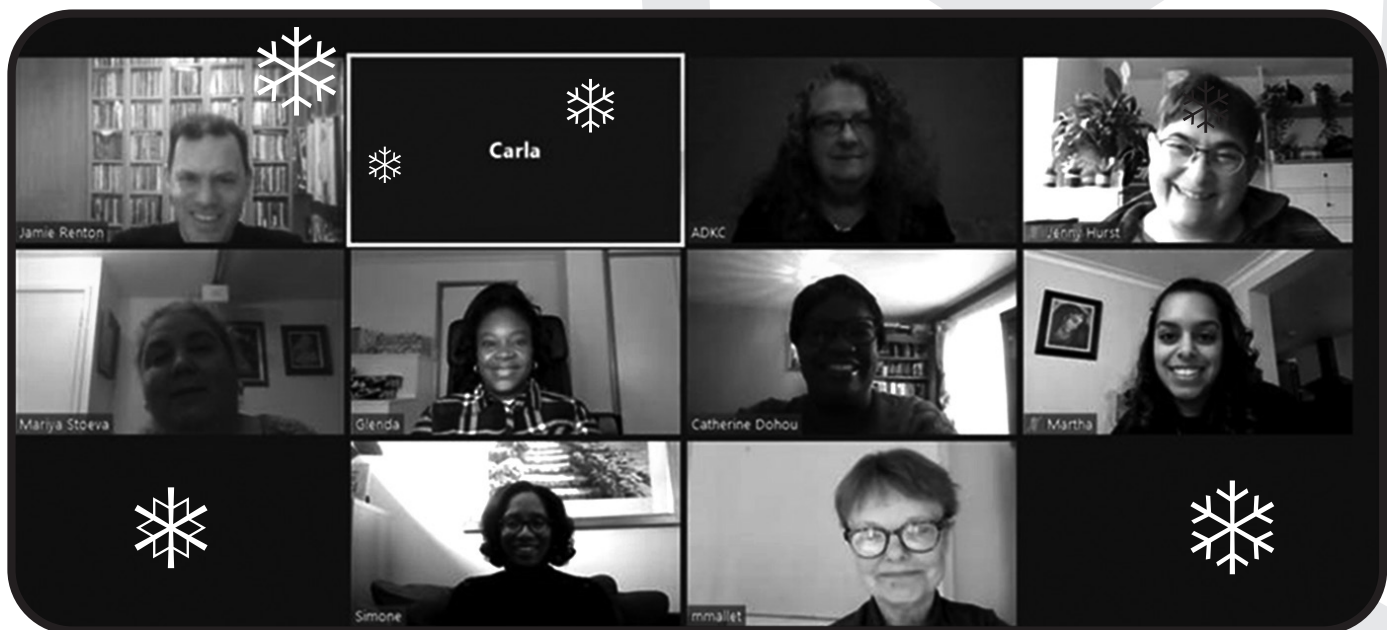 Jamie Renton
Carla
ADKC
Jenny Hurst
Mariya Stoeva
Glenda
Catherine Dohou
Martha
Simone
mmallet